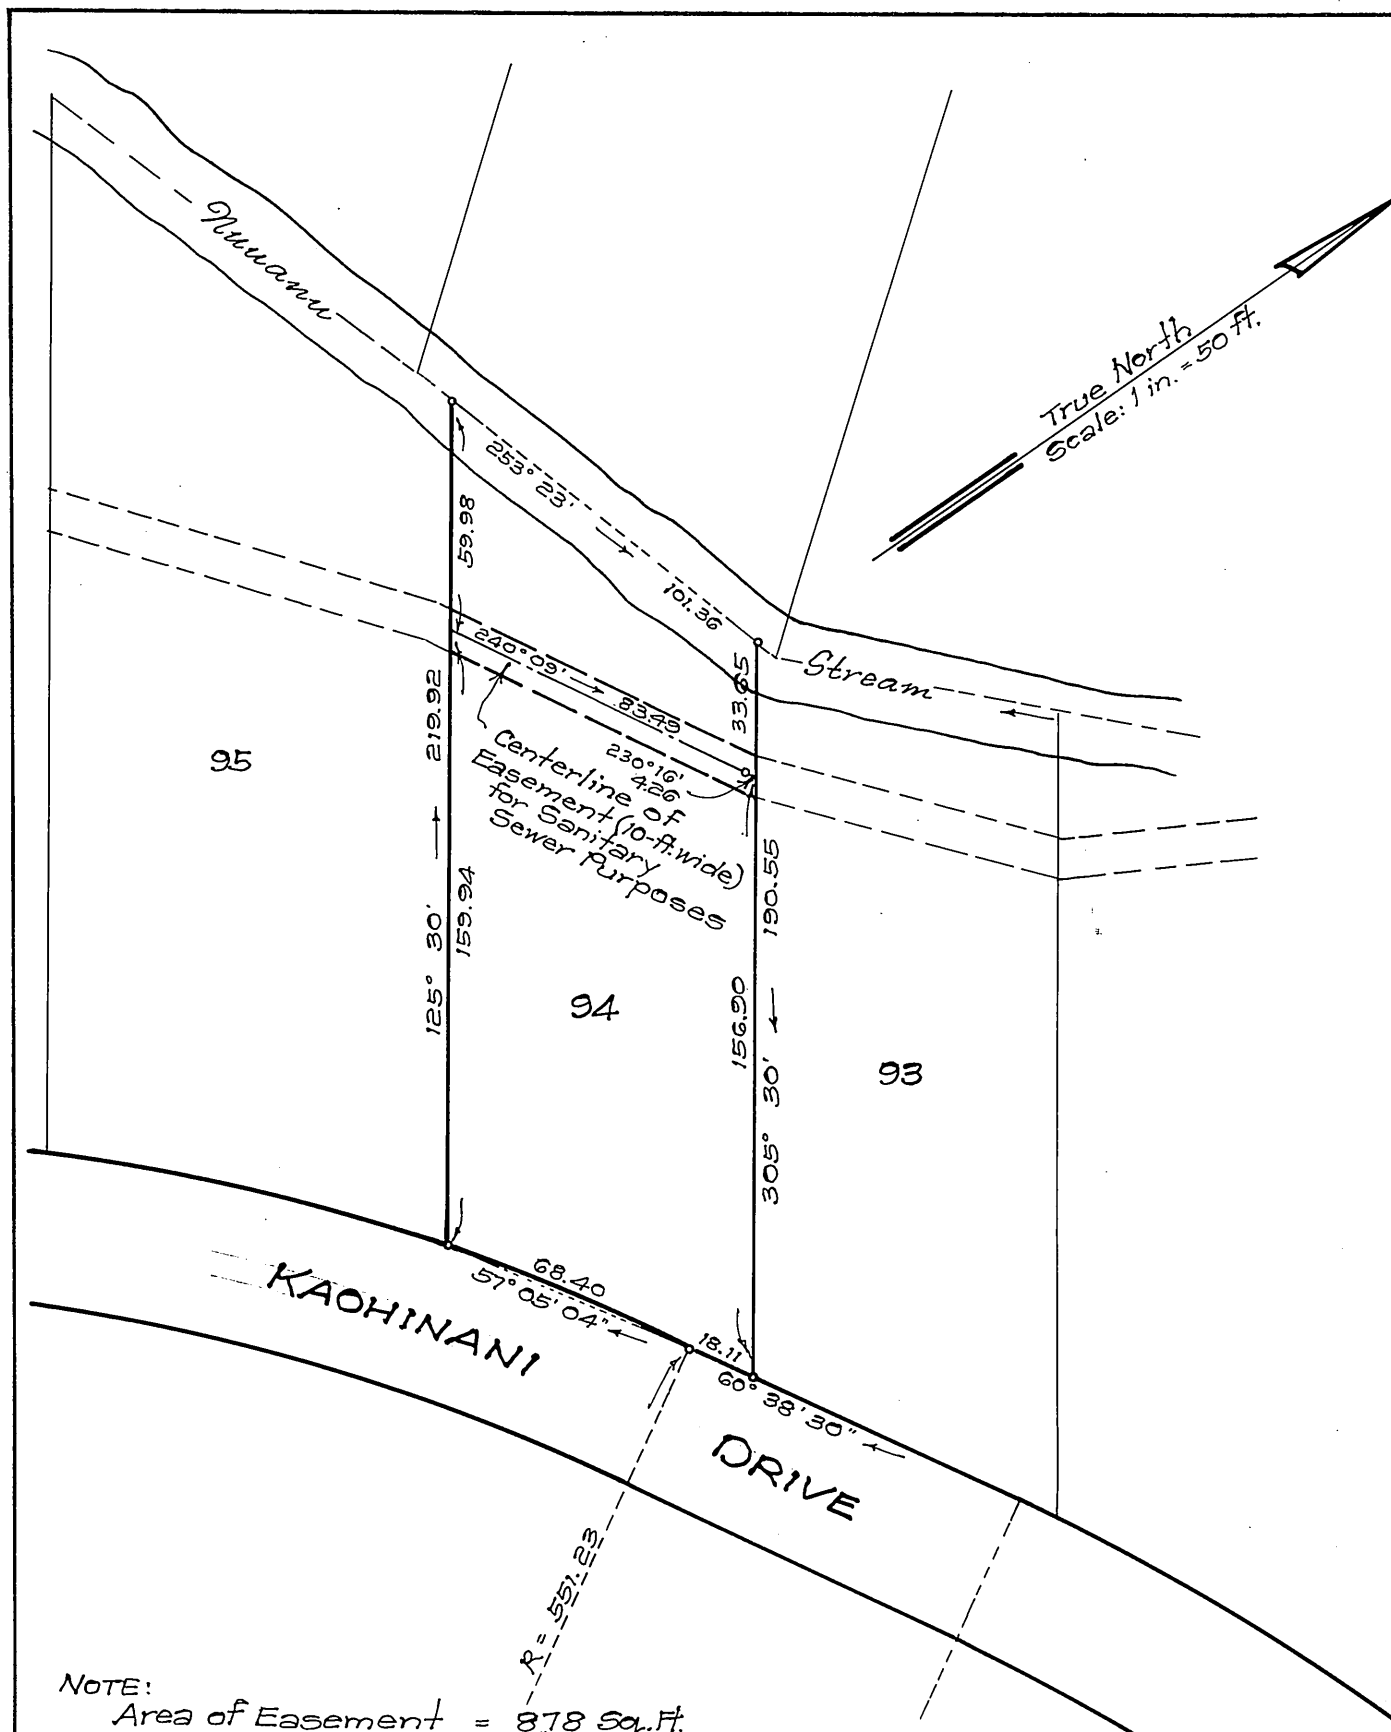 Nuuanu
True North
Scale: 1 in. = 50 ft.
253° 23'
101.36
59.98
240° 09'
83.49
33.65
Stream
219.92
95
230° 16'
4.26
Centerline of
Easement (10-ft. wide)
for Sanitary
Sewer Purposes
125° 30'
159.94
190.55
94
156.90
93
305° 30'
68.40
57° 05' 04"
18.11
60° 38' 30"
KAOHINANI
DRIVE
R = 551.23
NOTE:
Area of Easement = 878 Sq. Ft.